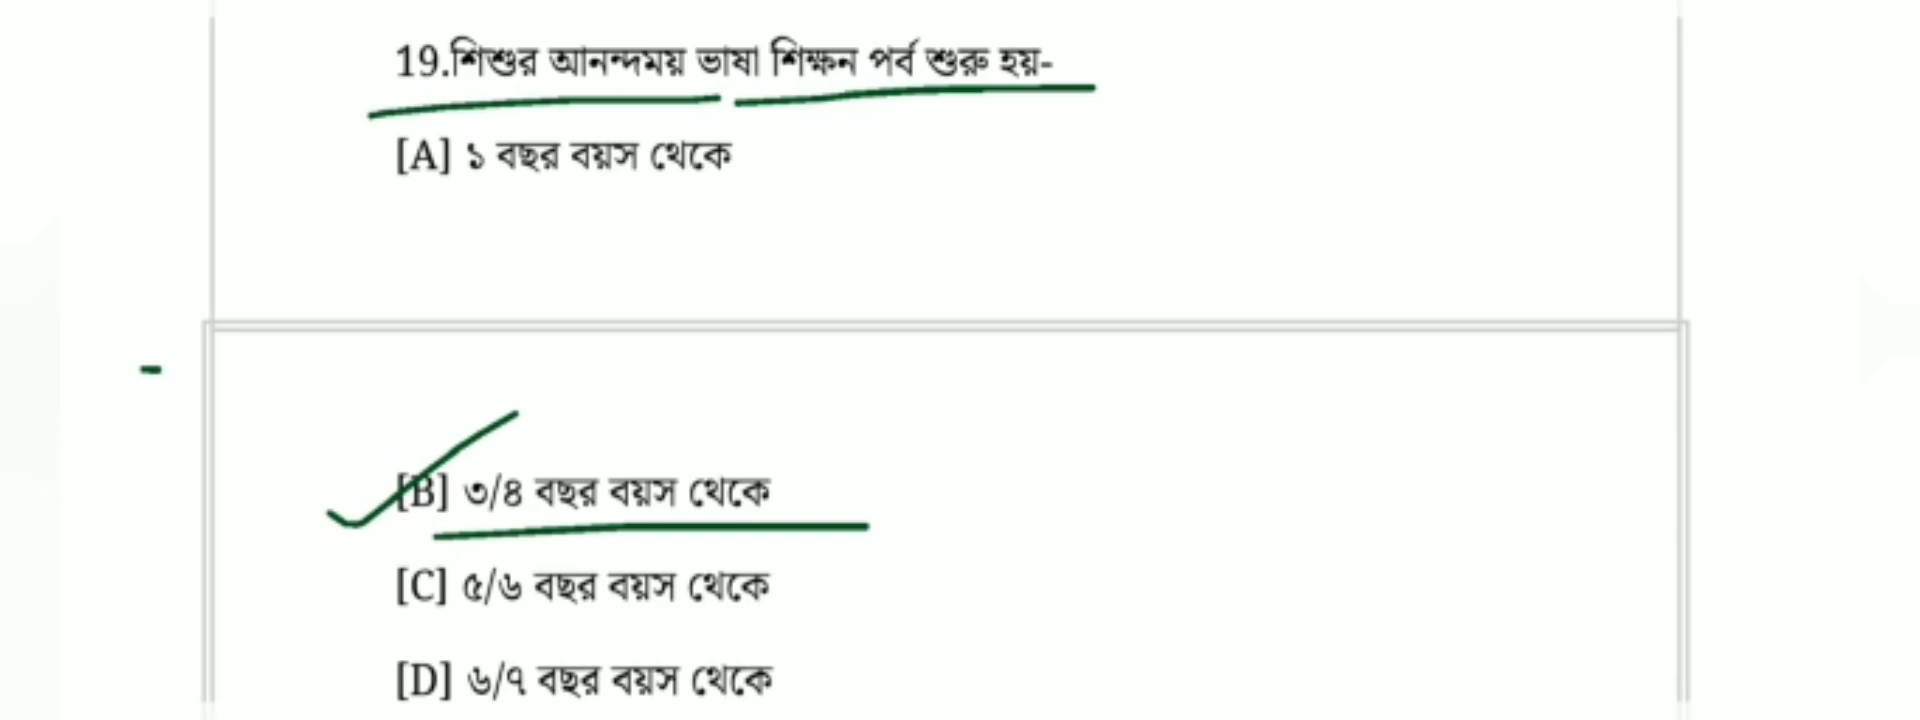 19.শিশুর আনন্দময় ভাষা শিক্ষন পর্ব শুরু হয়-
[A] ১ বছর বয়স থেকে
[B] ৩/৪ বছর বয়স থেকে
[C] ৫/৬ বছর বয়স থেকে
[D] ৬/৭ বছর বয়স থেকে